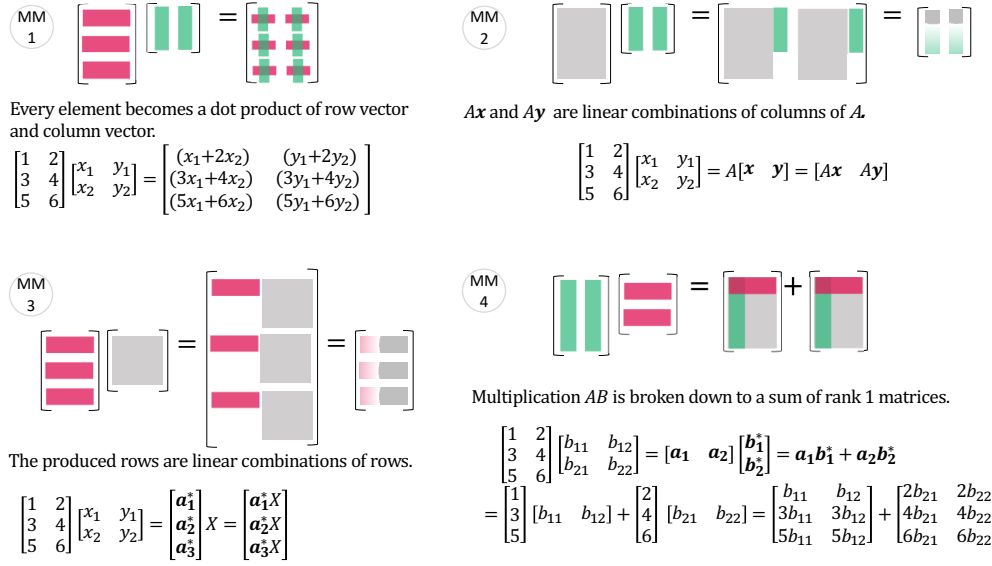 MM
1
=
Every element becomes a dot product of row vector
and column vector.
[1 2; 3 4; 5 6] [x₁ y₁; x₂ y₂] = [(x₁+2x₂) (y₁+2y₂); (3x₁+4x₂) (3y₁+4y₂); (5x₁+6x₂) (5y₁+6y₂)]
MM
2
= =
Ax and Ay are linear combinations of columns of A.
[1 2; 3 4; 5 6] [x₁ y₁; x₂ y₂] = A[x y] = [Ax Ay]
MM
3
= =
The produced rows are linear combinations of rows.
[1 2; 3 4; 5 6] [x₁ y₁; x₂ y₂] = [a₁*; a₂*; a₃*] X = [a₁*X; a₂*X; a₃*X]
MM
4
= +
Multiplication AB is broken down to a sum of rank 1 matrices.
[1 2; 3 4; 5 6] [b₁₁ b₁₂; b₂₁ b₂₂] = [a₁ a₂] [b₁*; b₂*] = a₁b₁* + a₂b₂*
= [1; 3; 5] [b₁₁ b₁₂] + [2; 4; 6] [b₂₁ b₂₂] = [b₁₁ b₁₂; 3b₁₁ 3b₁₂; 5b₁₁ 5b₁₂] + [2b₂₁ 2b₂₂; 4b₂₁ 4b₂₂; 6b₂₁ 6b₂₂]